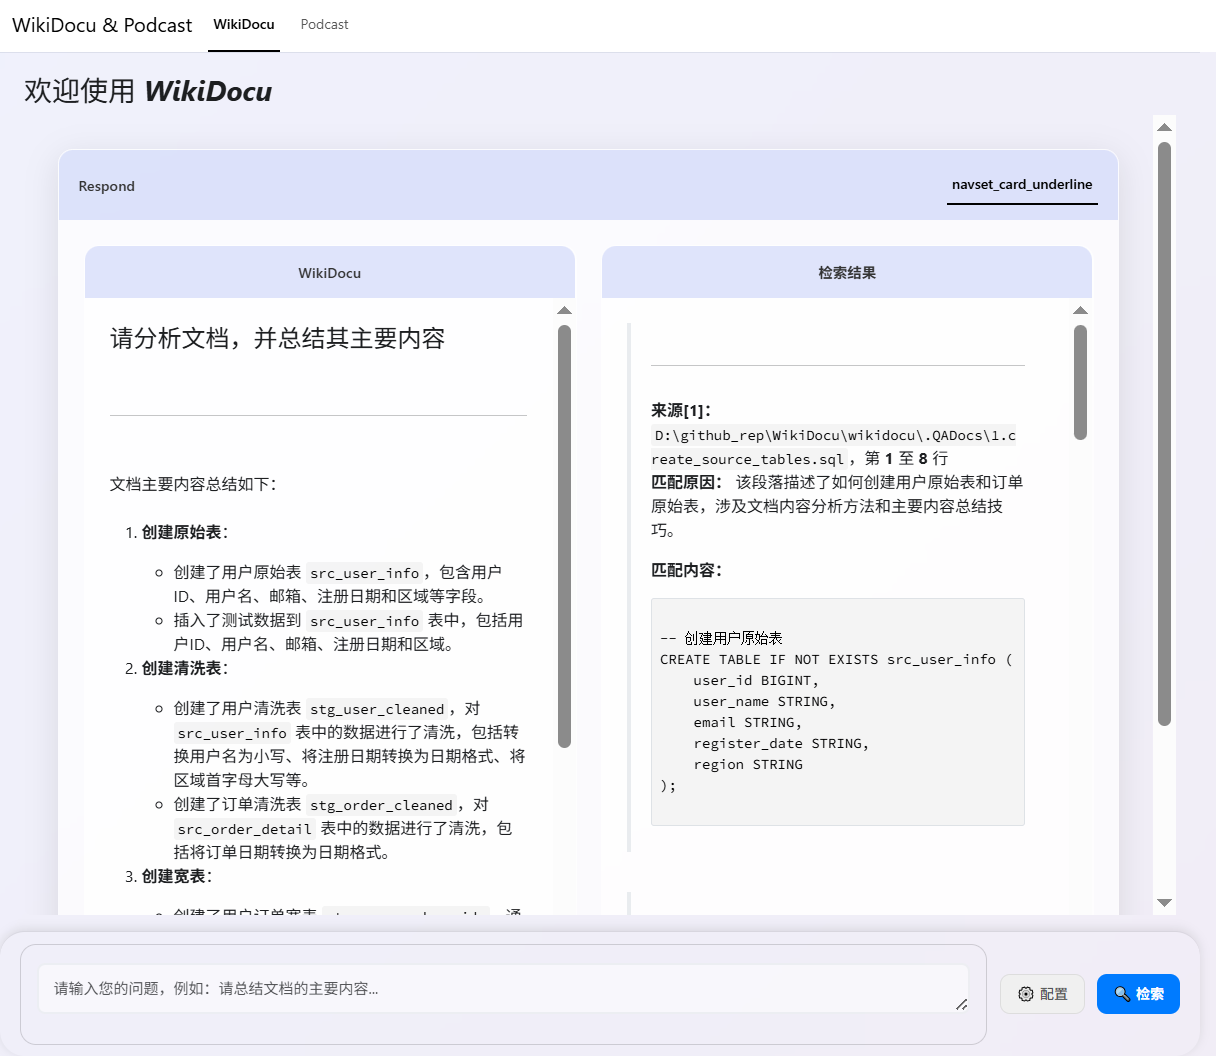 WikiDocu & Podcast
WikiDocu
Podcast
欢迎使用 WikiDocu
Respond
navset_card_underline
WikiDocu
请分析文档，并总结其主要内容
文档主要内容总结如下：
1. 创建原始表：
创建了用户原始表 src_user_info，包含用户
ID、用户名、邮箱、注册日期和区域等字段。
插入了测试数据到 src_user_info 表中，包括用
户ID、用户名、邮箱、注册日期和区域。
2. 创建清洗表：
创建了用户清洗表 stg_user_cleaned，对
src_user_info 表中的数据进行了清洗，包括转
换用户名为小写、将注册日期转换为日期格式、将
区域首字母大写等。
创建了订单清洗表 stg_order_cleaned，对
src_order_detail 表中的数据进行了清洗，包
括将订单日期转换为日期格式。
3. 创建宽表：
检索结果
来源[1]：
D:\github_rep\WikiDocu\wikidocu\.QADocs\1.c
reate_source_tables.sql，第 1 至 8 行
匹配原因： 该段落描述了如何创建用户原始表和订单
原始表，涉及文档内容分析方法和主要内容总结技
巧。
匹配内容：
-- 创建用户原始表
CREATE TABLE IF NOT EXISTS src_user_info (
user_id BIGINT,
user_name STRING,
email STRING,
register_date STRING,
region STRING
);
请输入您的问题，例如：请总结文档的主要内容...
配置
检索